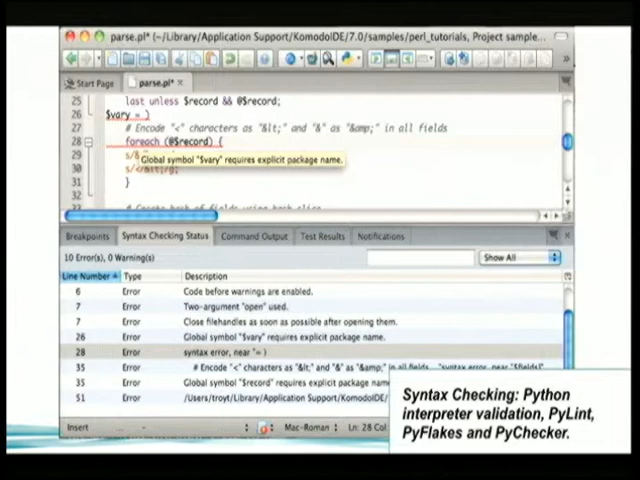 parse.pl* (~/Library/Application Support/KomodoIDE/7.0/samples/perl_tutorials, Project sample...
Start Page
parse.pl*
25 last unless $record && @$record;
26 $vary = )
27 # Encode "<" characters as "&lt;" and "&" as "&amp;" in all fields
28 foreach (@$record) {
29 s/&
Global symbol "$vary" requires explicit package name.
30
31 }
32
Breakpoints
Syntax Checking Status
Command Output
Test Results
Notifications
10 Error(s), 0 Warning(s)
Show All
Line Number Type Description
6 Error Code before warnings are enabled.
7 Error Two-argument "open" used.
7 Error Close filehandles as soon as possible after opening them.
26 Error Global symbol "$vary" requires explicit package name.
28 Error syntax error, near "= )
35 Error # Encode "<" characters as "&lt;" and "&" as "&amp;" in all fields
35 Error Global symbol "$record" requires explicit package
51 Error /Users/troyt/Library/Application Support/KomodoIDE/
Insert
Mac-Roman
Ln: 28 Col:
Syntax Checking: Python
interpreter validation, PyLint,
PyFlakes and PyChecker.